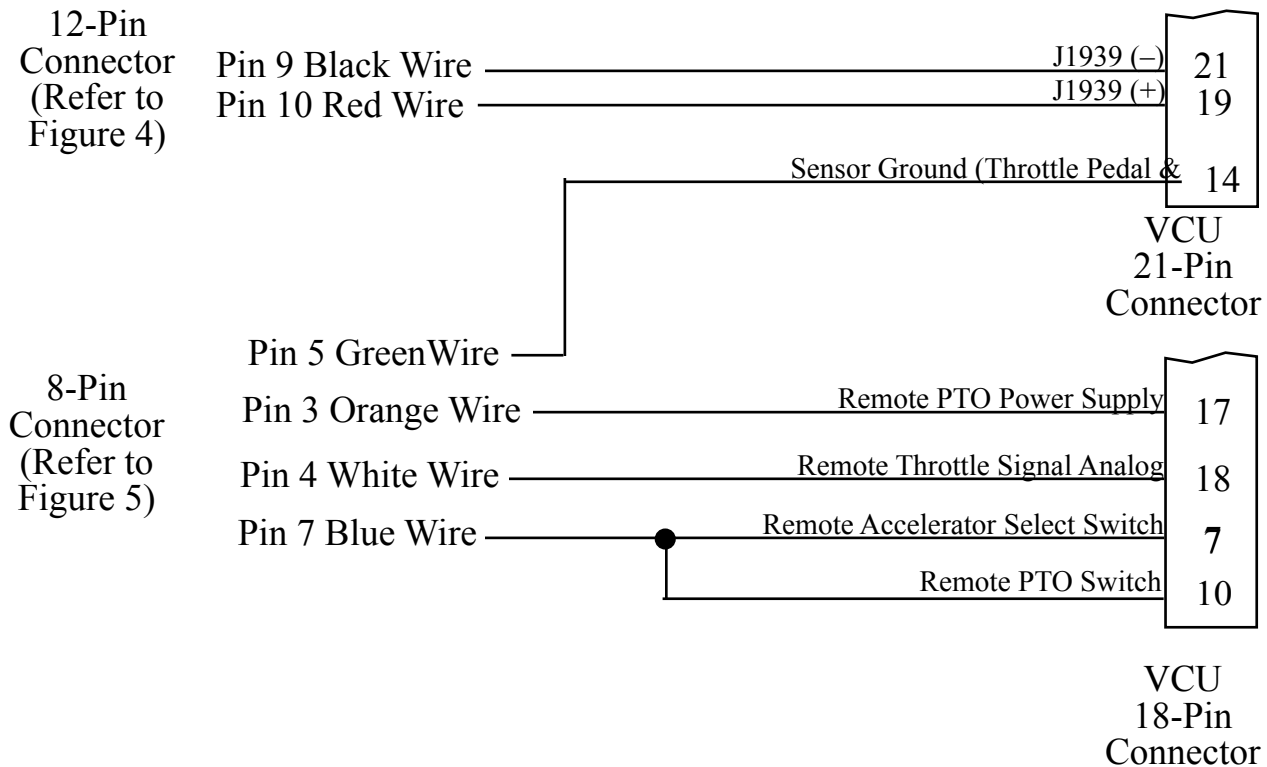 12-Pin
Connector
(Refer to
Figure 4)
Pin 9 Black Wire
J1939 (–)
21
Pin 10 Red Wire
J1939 (+)
19
Sensor Ground (Throttle Pedal &
14
VCU
21-Pin
Connector
8-Pin
Connector
(Refer to
Figure 5)
Pin 5 GreenWire
Pin 3 Orange Wire
Remote PTO Power Supply
17
Pin 4 White Wire
Remote Throttle Signal Analog
18
Pin 7 Blue Wire
Remote Accelerator Select Switch
7
Remote PTO Switch
10
VCU
18-Pin
Connector